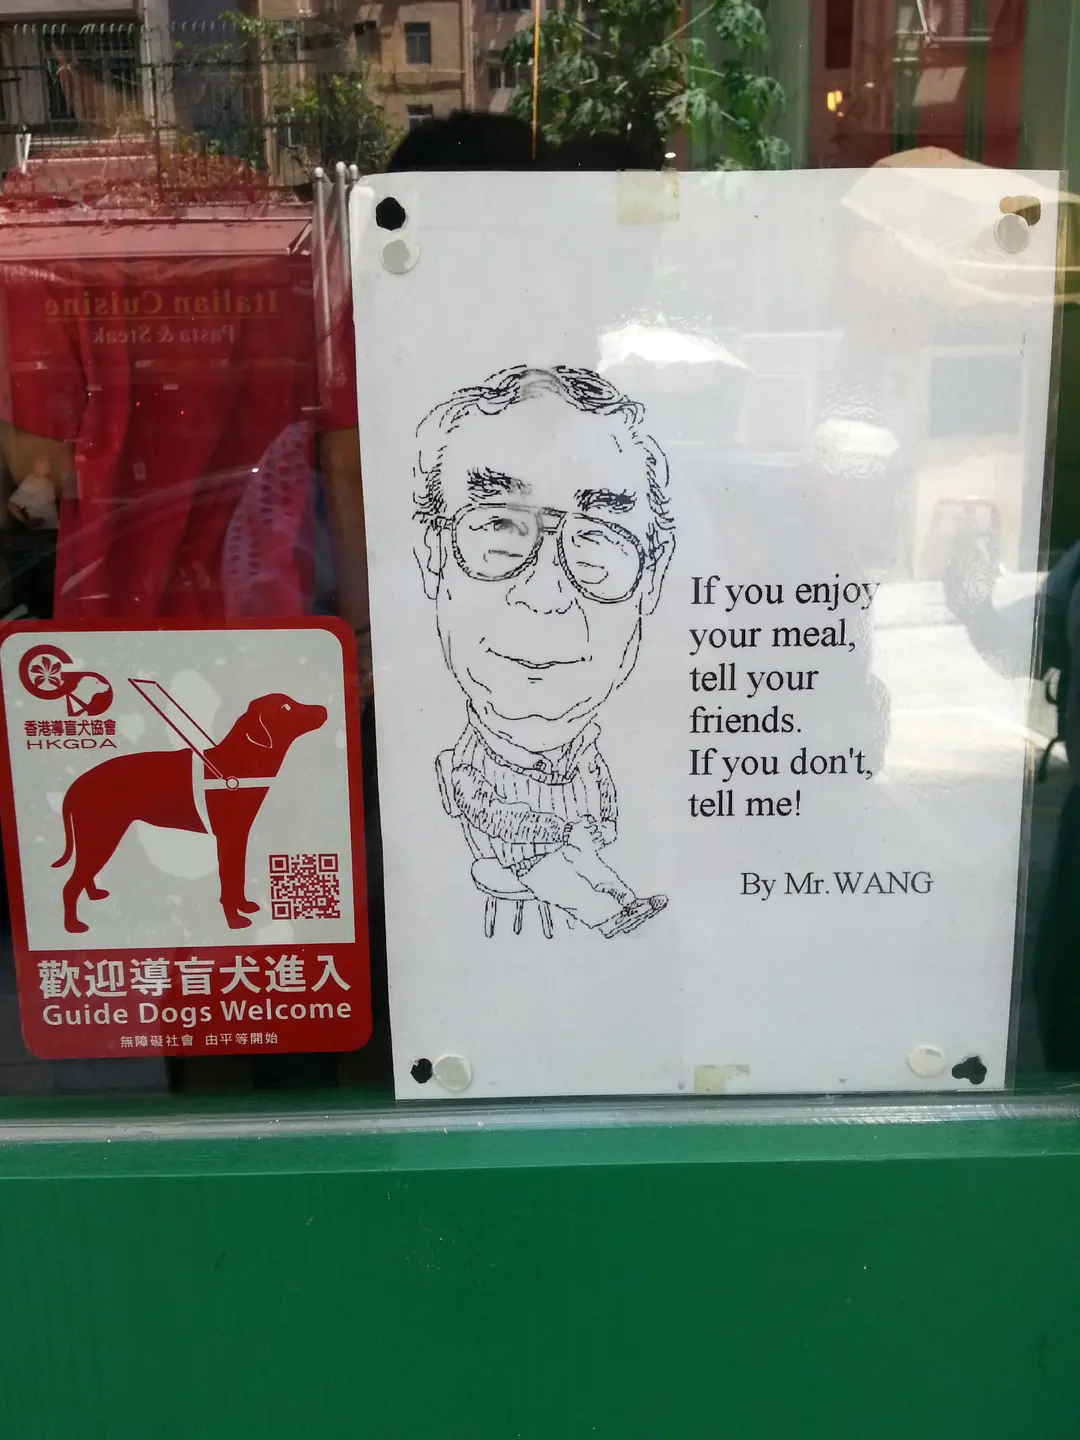 Italian Cuisine
Pasta & Steak
If you enjoy
your meal,
tell your
friends.
If you don't,
tell me!
By Mr.WANG
香港導盲犬協會
HKGDA
歡迎導盲犬進入
Guide Dogs Welcome
無障礙社會 由平等開始